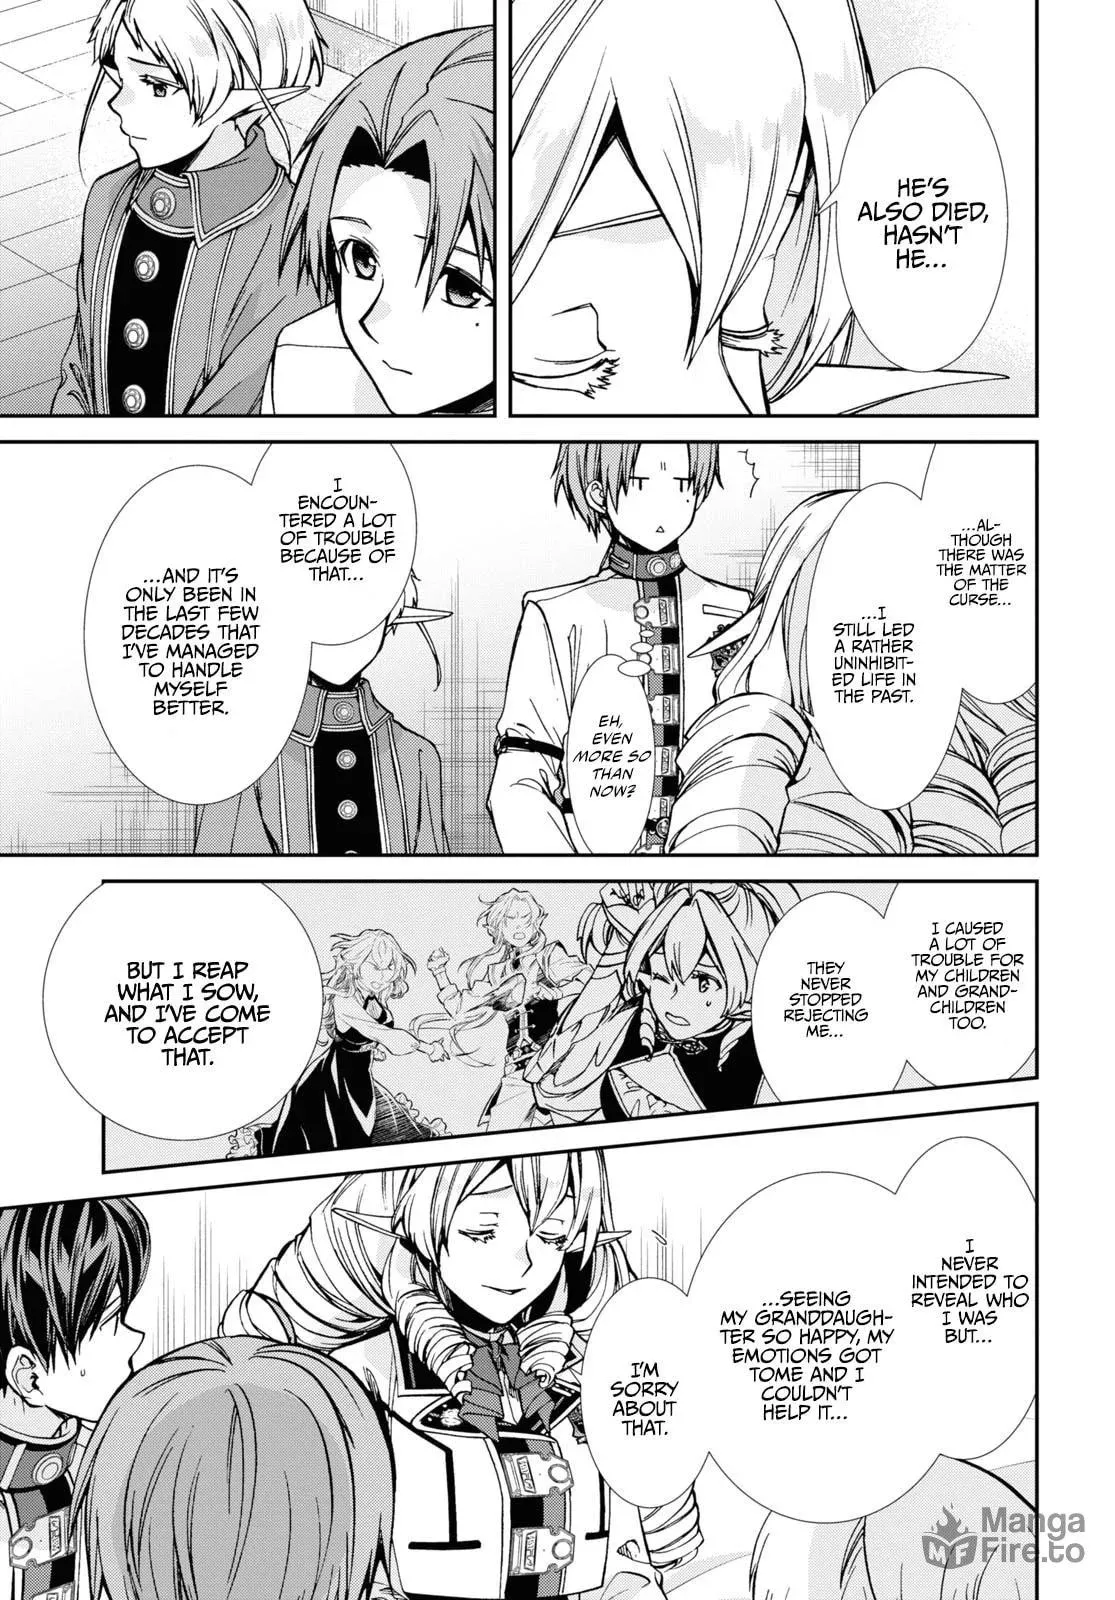 HE'S
ALSO DIED,
HASN'T
HE...
...AL-
THOUGH
THERE WAS
THE MATTER
OF THE
CURSE...
...I
STILL LED
A RATHER
UNINHIBIT-
ED LIFE IN
THE PAST.
EH,
EVEN
MORE SO
THAN
NOW?
I
ENCOUN-
TERED A LOT
OF TROUBLE
BECAUSE OF
THAT...
...AND IT'S
ONLY BEEN IN
THE LAST FEW
DECADES THAT
I'VE MANAGED
TO HANDLE
MYSELF
BETTER.
I CAUSED
A LOT OF
TROUBLE FOR
MY CHILDREN
AND GRAND-
CHILDREN
TOO.
THEY
NEVER
STOPPED
REJECTING
ME...
BUT I REAP
WHAT I SOW,
AND I'VE COME
TO ACCEPT
THAT.
I
NEVER
INTENDED TO
REVEAL WHO
I WAS
BUT...
...SEEING
MY GRANDDAUGH-
TER SO HAPPY, MY
EMOTIONS GOT
TOME AND I
COULDN'T
HELP IT...
I'M
SORRY
ABOUT
THAT.
1 1
Manga
MF Fire.to